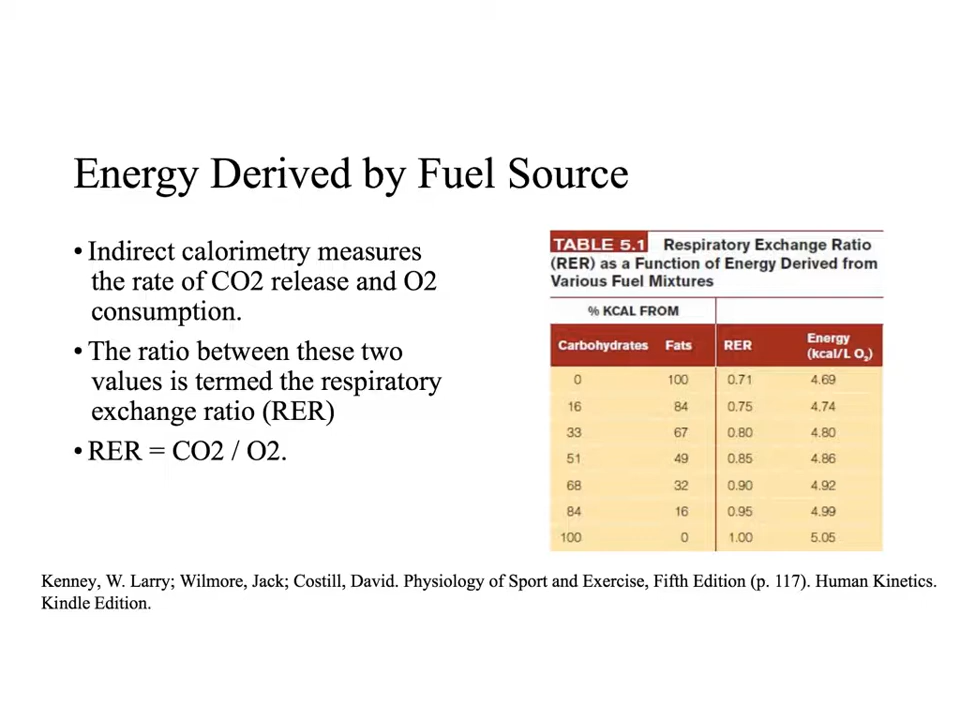 Energy Derived by Fuel Source
• Indirect calorimetry measures
the rate of CO2 release and O2
consumption.
• The ratio between these two
values is termed the respiratory
exchange ratio (RER)
• RER = CO2 / O2.
TABLE 5.1 Respiratory Exchange Ratio
(RER) as a Function of Energy Derived from
Various Fuel Mixtures
% KCAL FROM
Carbohydrates Fats RER Energy
(kcal/L O₂)
0 100 0.71 4.69
16 84 0.75 4.74
33 67 0.80 4.80
51 49 0.85 4.86
68 32 0.90 4.92
84 16 0.95 4.99
100 0 1.00 5.05
Kenney, W. Larry; Wilmore, Jack; Costill, David. Physiology of Sport and Exercise, Fifth Edition (p. 117). Human Kinetics.
Kindle Edition.